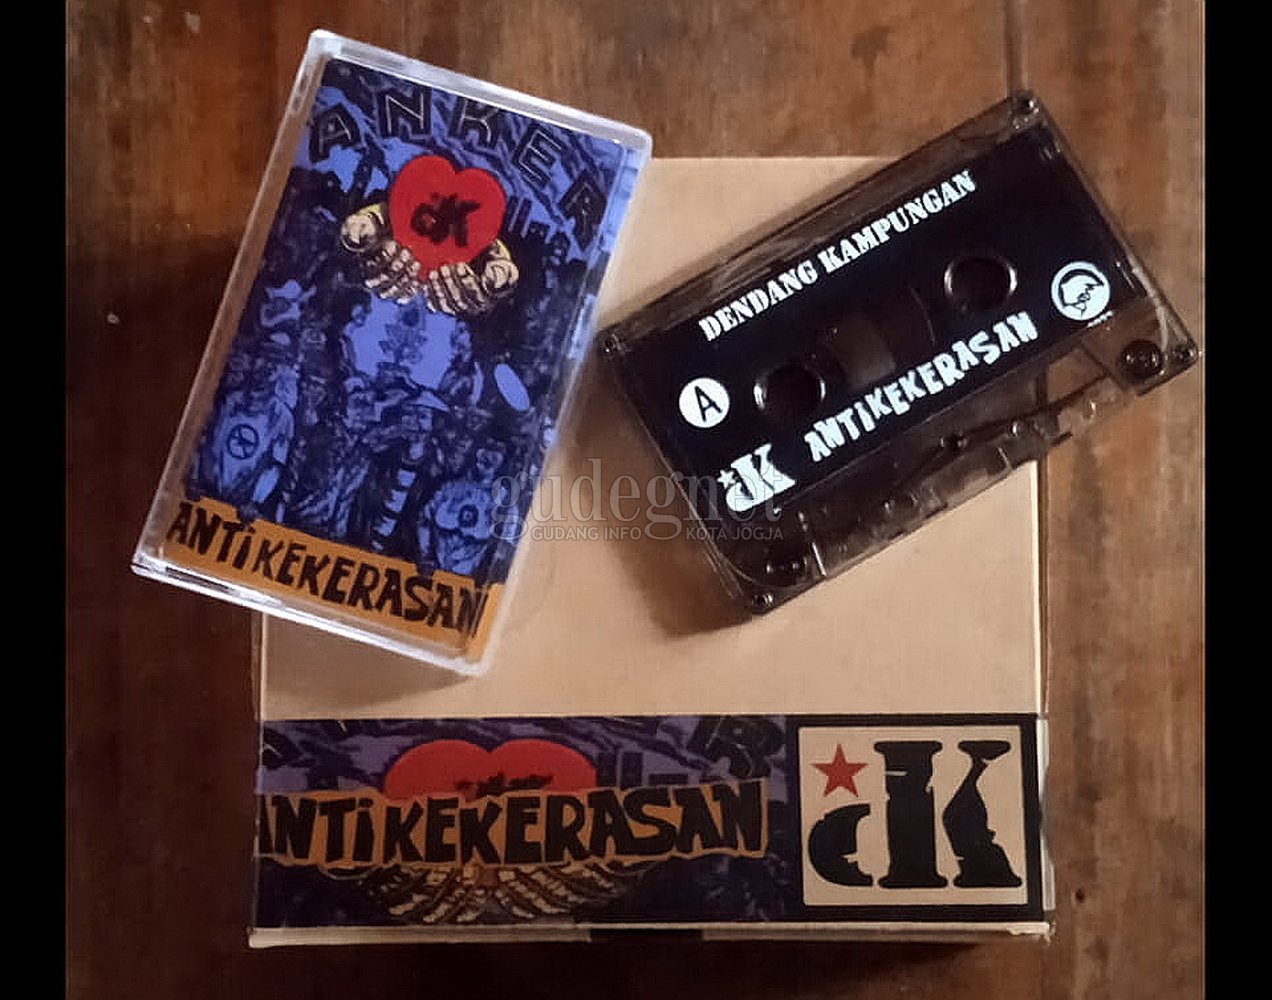 ANKER
dK
ANTIKEKERASAN
DENDANG KAMPUNGAN
A
dK ANTIKEKERASAN
gudegnet
GUDANG INFO KOTA JOGJA
ANTIKEKERASAN
dK